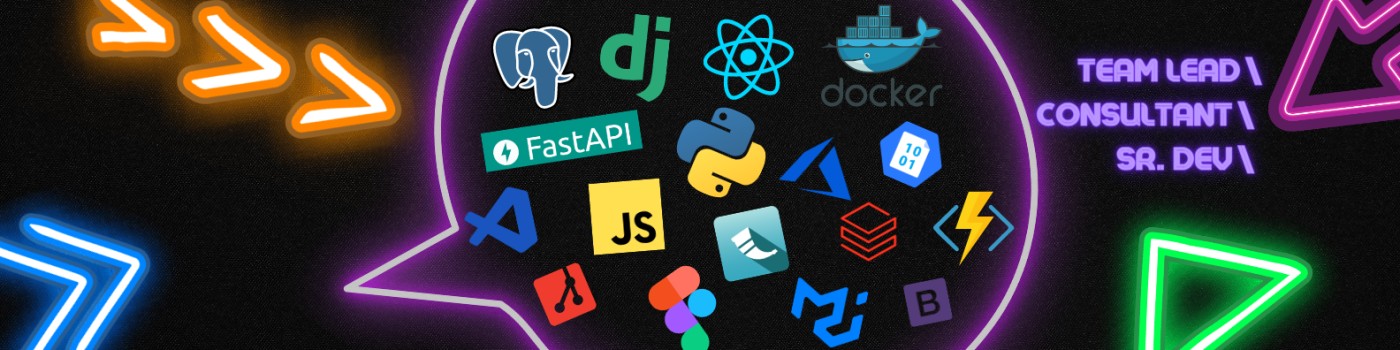 dj
docker
TEAM LEAD \
CONSULTANT \
SR. DEV \
FastAPI
10
01
JS
B